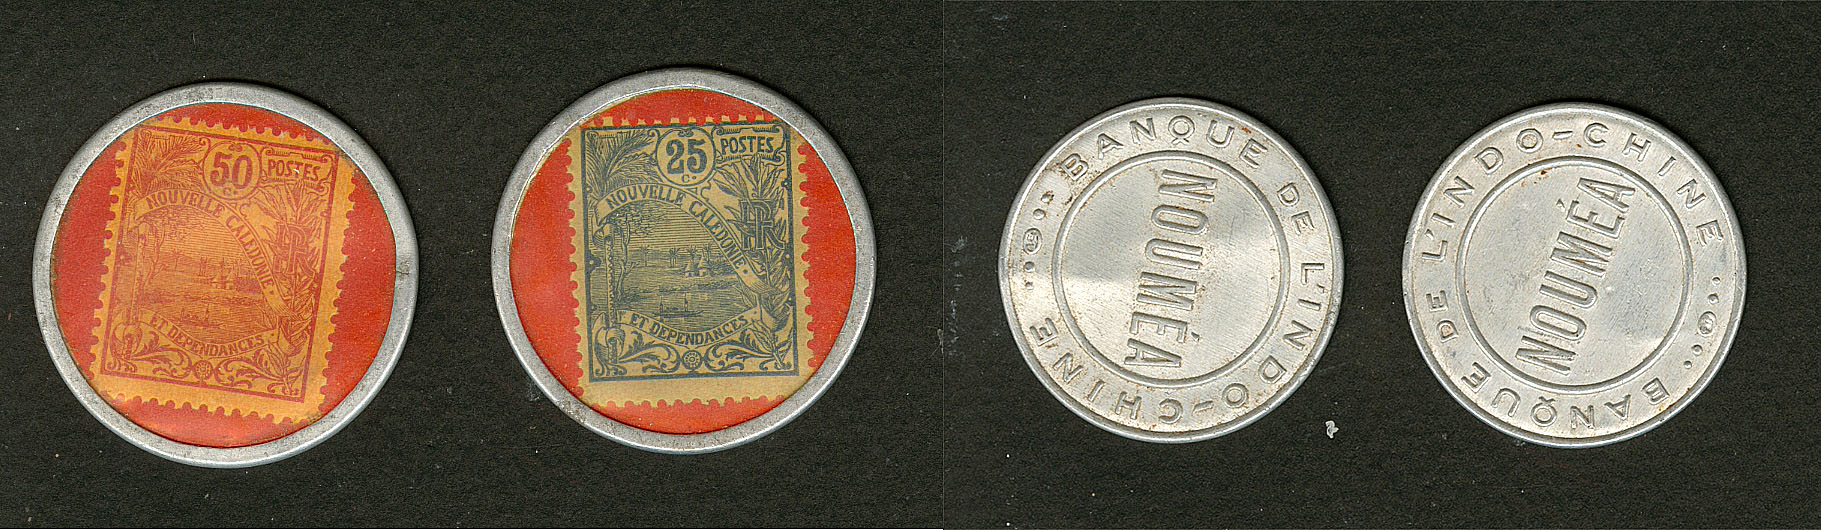 50 c. POSTES
NOUVELLE CALEDONIE
ET DEPENDANCES
25 c. POSTES
NOUVELLE CALEDONIE
RF
ET DEPENDANCES
BANQUE DE L'INDO-CHINE
NOUMÉA
BANQUE DE L'INDO-CHINE
NOUMÉA